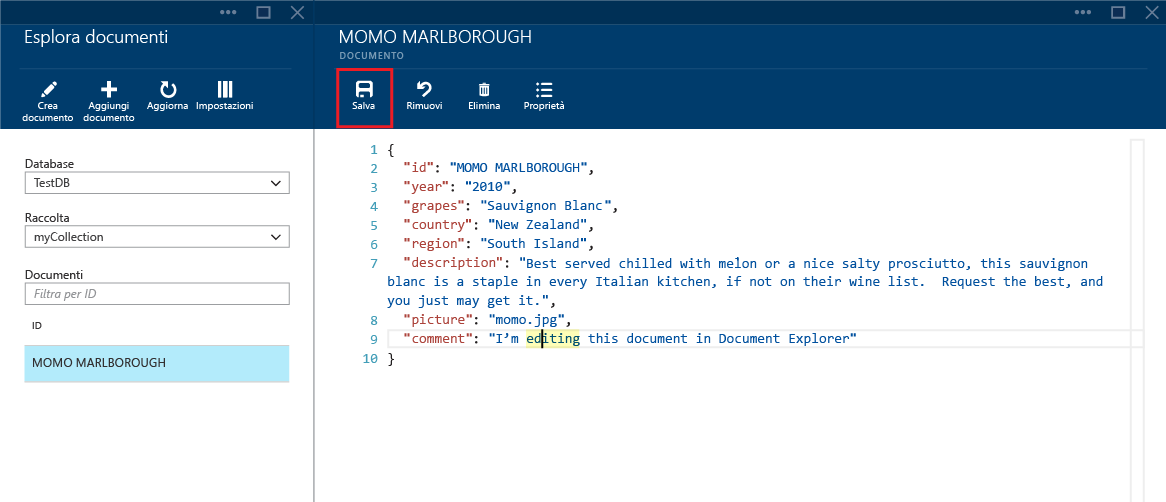 Esplora documenti
Crea documento
Aggiungi documento
Aggiorna
Impostazioni
Database
TestDB
Raccolta
myCollection
Documenti
Filtra per ID
ID
MOMO MARLBOROUGH
MOMO MARLBOROUGH
DOCUMENTO
Salva
Rimuovi
Elimina
Proprietà
1 {
2 "id": "MOMO MARLBOROUGH",
3 "year": "2010",
4 "grapes": "Sauvignon Blanc",
5 "country": "New Zealand",
6 "region": "South Island",
7 "description": "Best served chilled with melon or a nice salty prosciutto, this sauvignon
blanc is a staple in every Italian kitchen, if not on their wine list.  Request the best, and
you just may get it.",
8 "picture": "momo.jpg",
9 "comment": "I’m editing this document in Document Explorer"
10 }